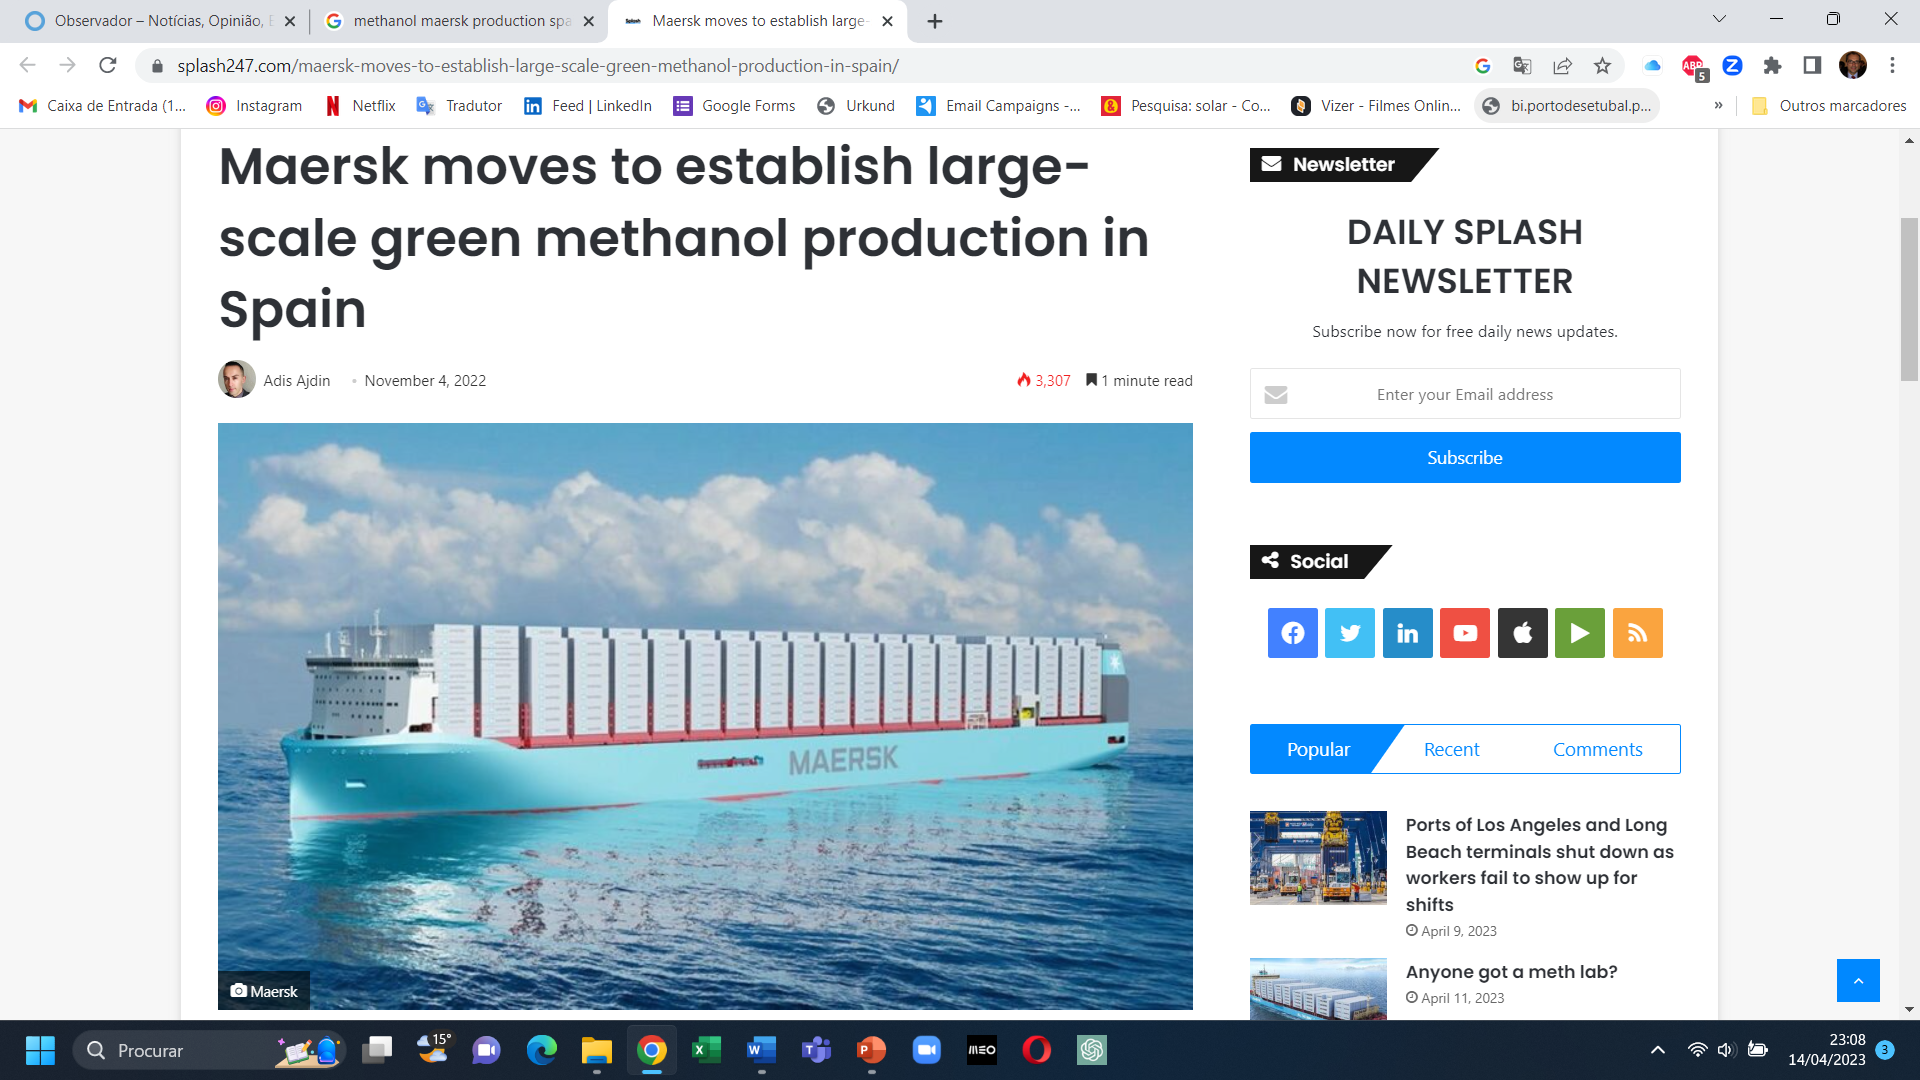 Observador – Notícias, Opinião, E
methanol maersk production spa
Maersk moves to establish large-
splash247.com/maersk-moves-to-establish-large-scale-green-methanol-production-in-spain/
ABP
5
Z
Caixa de Entrada (1...
Instagram
Netflix
Tradutor
Feed | LinkedIn
Google Forms
Urkund
Email Campaigns -...
Pesquisa: solar - Co...
Vizer - Filmes Onlin...
bi.portodesetubal.p...
»
Outros marcadores
Maersk moves to establish large-
scale green methanol production in
Spain
Adis Ajdin
November 4, 2022
3,307
1 minute read
MAERSK
Maersk
Newsletter
DAILY SPLASH
NEWSLETTER
Subscribe now for free daily news updates.
Enter your Email address
Subscribe
Social
Popular
Recent
Comments
Ports of Los Angeles and Long
Beach terminals shut down as
workers fail to show up for
shifts
April 9, 2023
Anyone got a meth lab?
April 11, 2023
Procurar
15°
MEO
23:08
14/04/2023
3